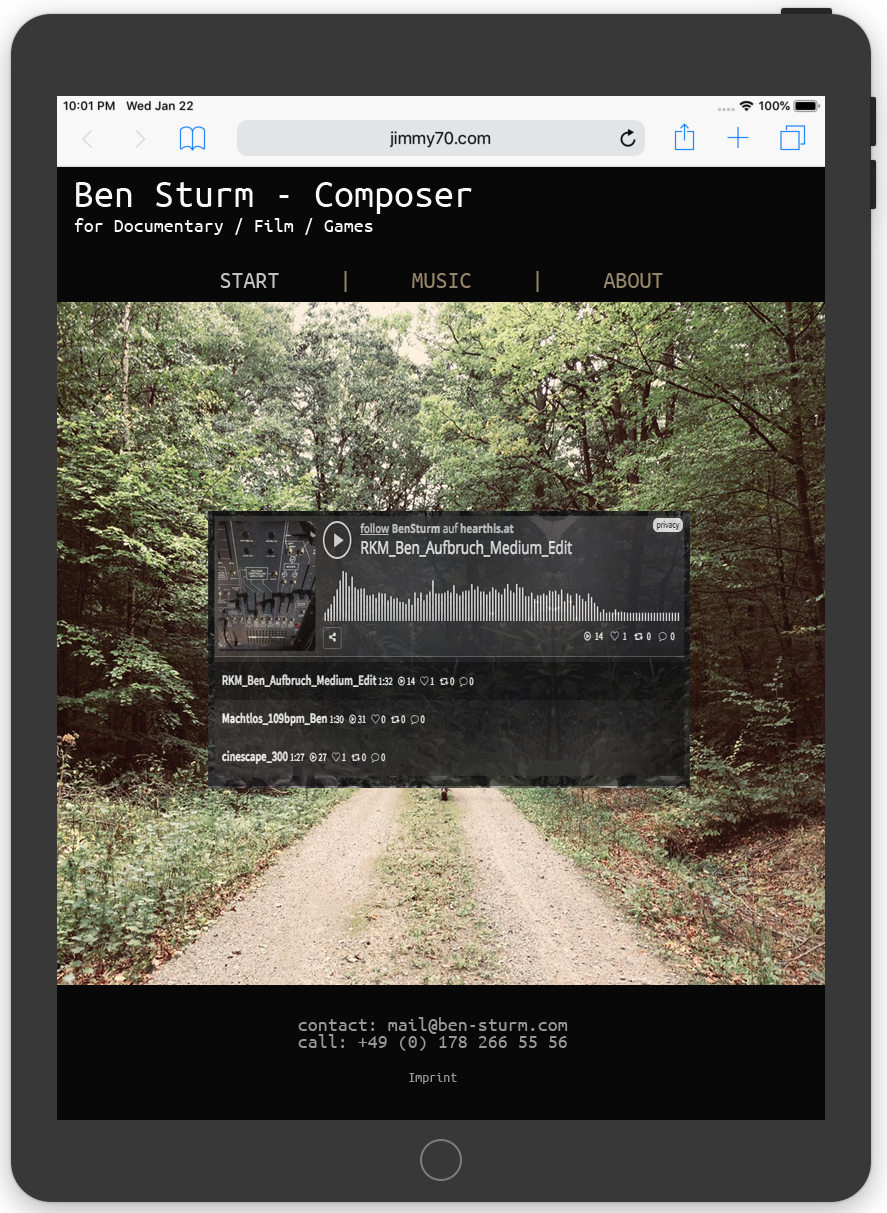 10:01 PM Wed Jan 22
100%
jimmy70.com
Ben Sturm - Composer
for Documentary / Film / Games
START | MUSIC | ABOUT
follow BenSturm auf hearthis.at
privacy
RKM_Ben_Aufbruch_Medium_Edit
14 1 0 0
RKM_Ben_Aufbruch_Medium_Edit 1:32 14 1 0 0
Machtlos_109bpm_Ben 1:30 31 0 0 0
cinescape_300 1:27 27 1 0 0
contact: mail@ben-sturm.com
call: +49 (0) 178 266 55 56
Imprint